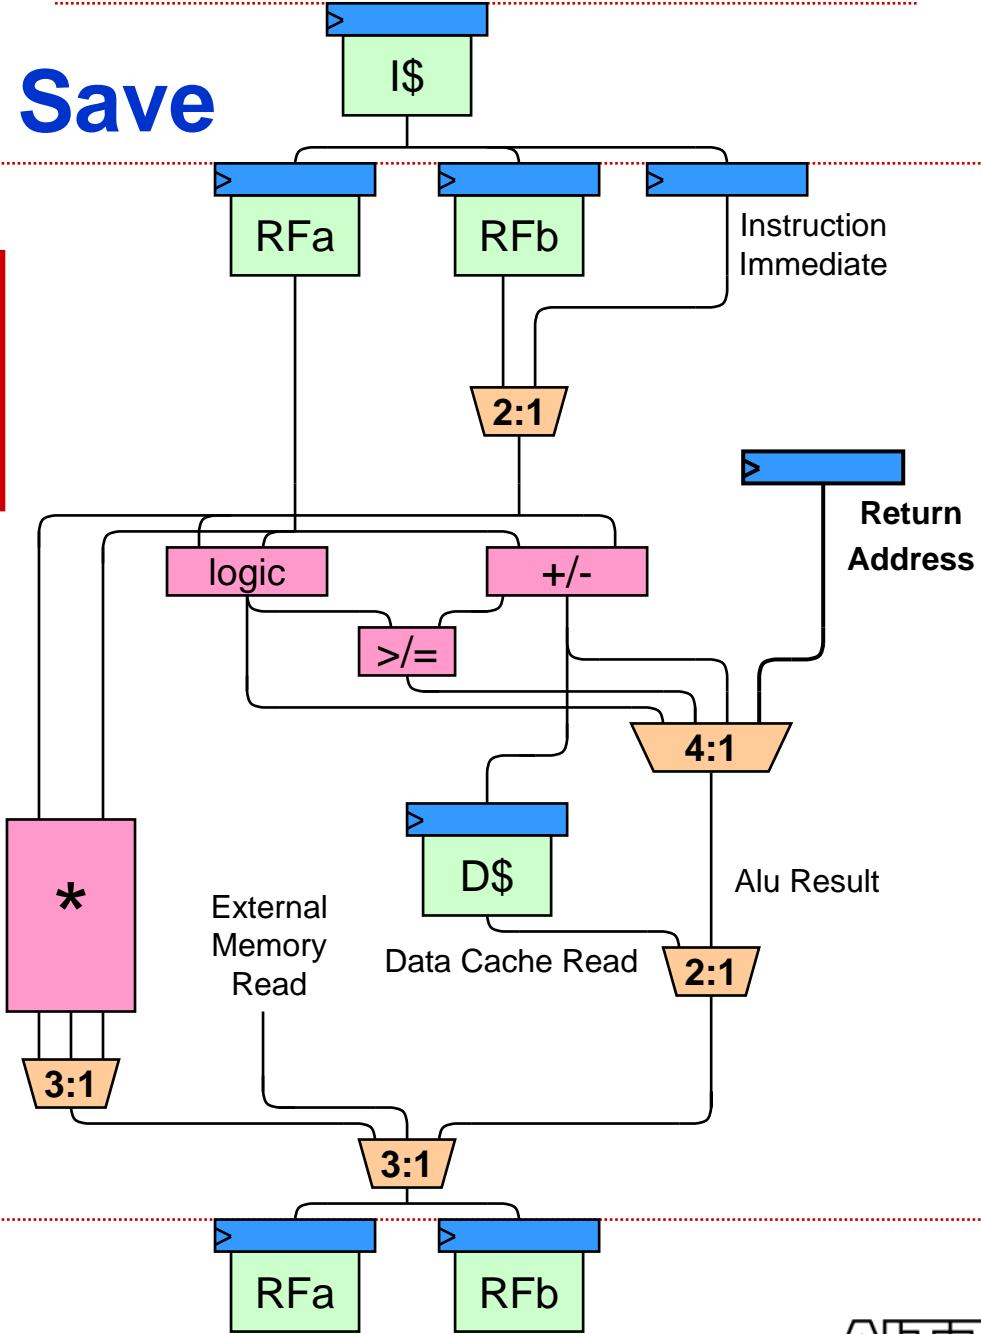 I$
Save
RFa
RFb
Instruction
Immediate
2:1
Return
Address
logic
+/-
>/=
4:1
*
D$
Alu Result
External
Memory
Read
Data Cache Read
2:1
3:1
3:1
RFa
RFb